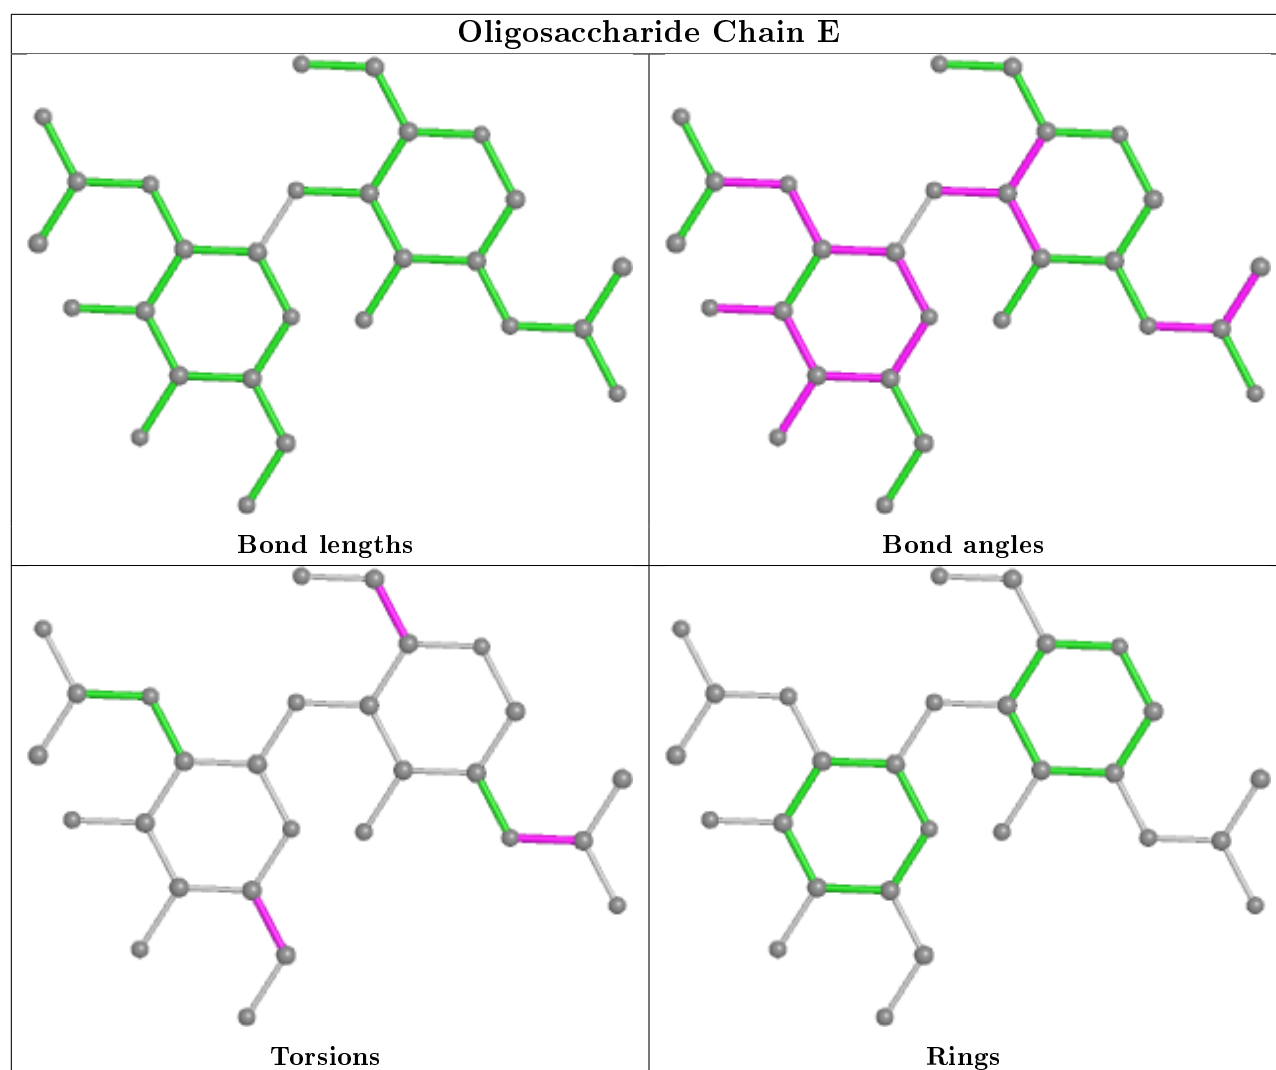 Oligosaccharide Chain E
Bond lengths
Bond angles
Torsions
Rings